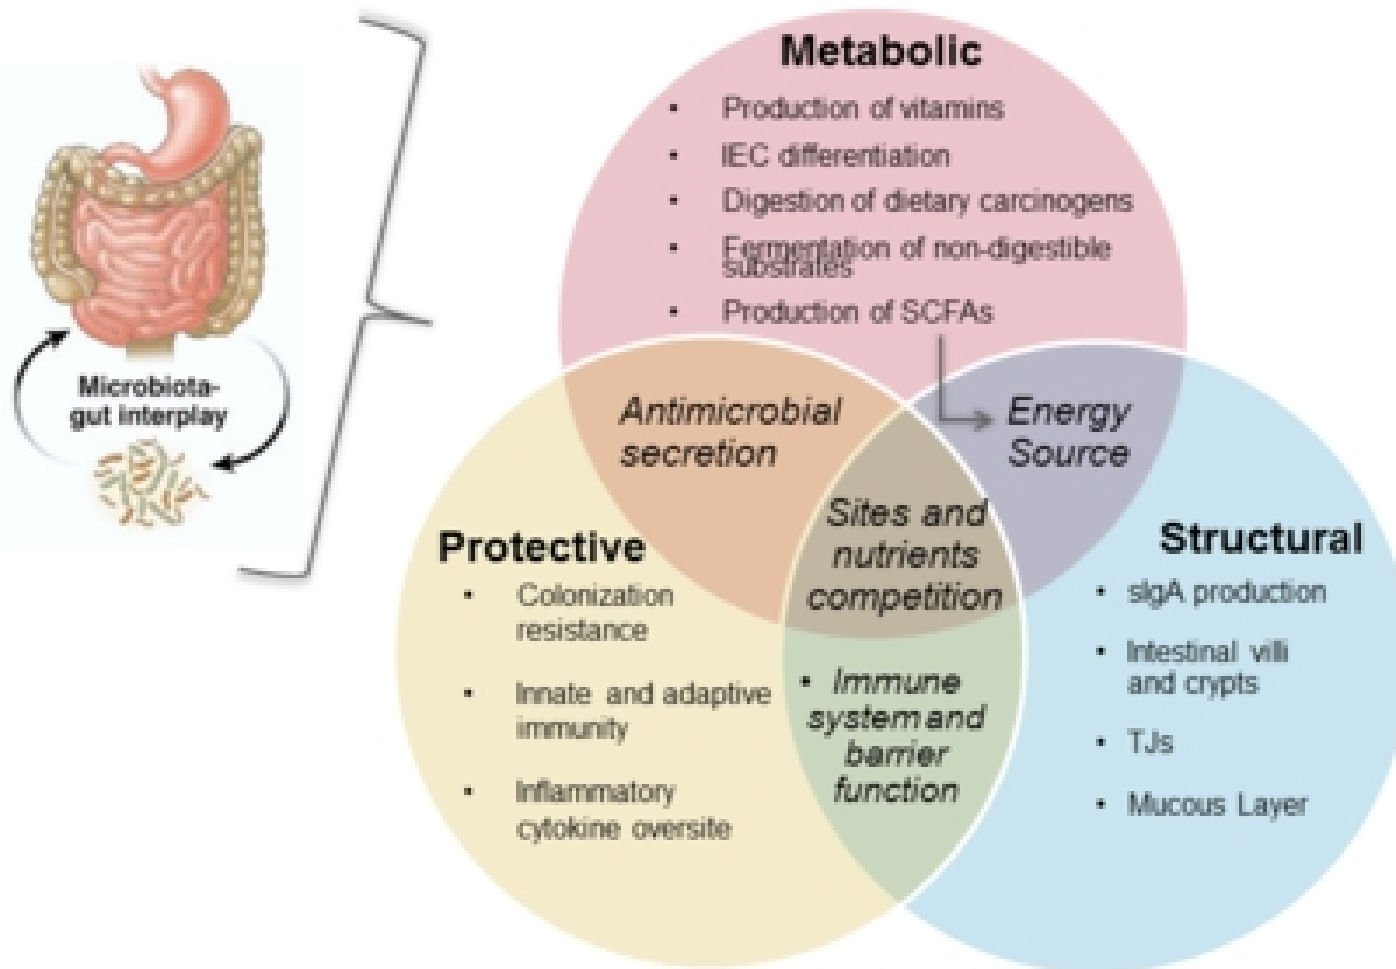 Microbiota-
gut interplay
Metabolic
• Production of vitamins
• IEC differentiation
• Digestion of dietary carcinogens
• Fermentation of non-digestible
substrates
• Production of SCFAs
Antimicrobial
secretion
Energy
Source
Sites and
nutrients
competition
Protective
• Colonization
resistance
• Innate and adaptive
immunity
• Inflammatory
cytokine oversite
• Immune
system and
barrier
function
Structural
• sIgA production
• Intestinal villi
and crypts
• TJs
• Mucous Layer